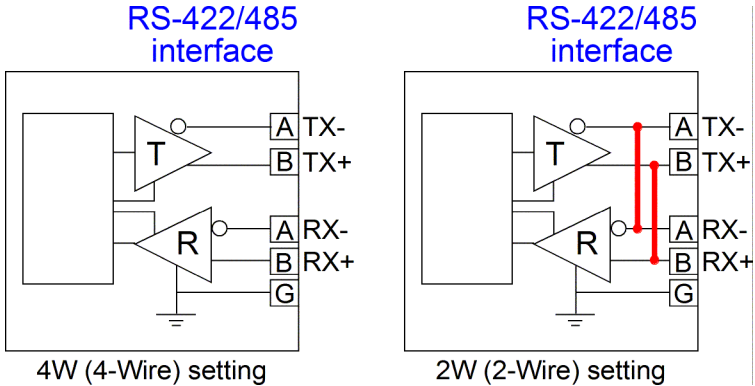 RS-422/485
interface
T
A TX-
B TX+
R
A RX-
B RX+
G
4W (4-Wire) setting
RS-422/485
interface
T
A TX-
B TX+
R
A RX-
B RX+
G
2W (2-Wire) setting